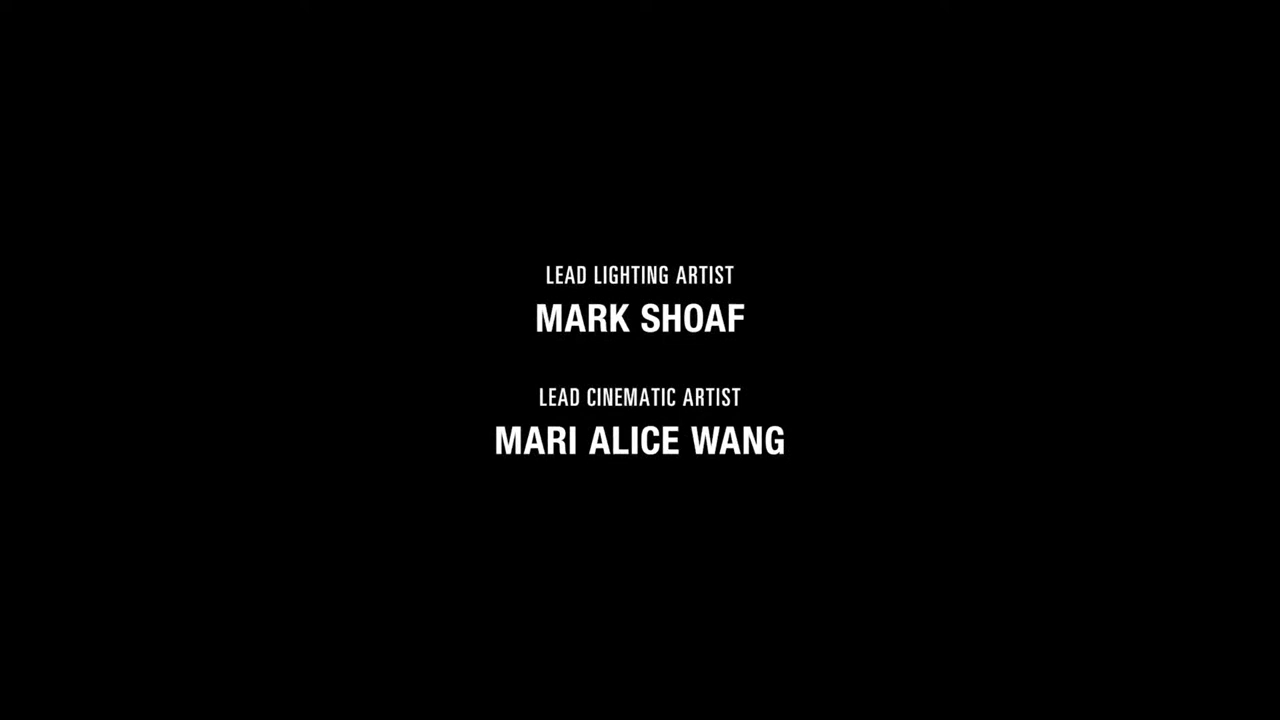 LEAD LIGHTING ARTIST
MARK SHOAF
LEAD CINEMATIC ARTIST
MARI ALICE WANG